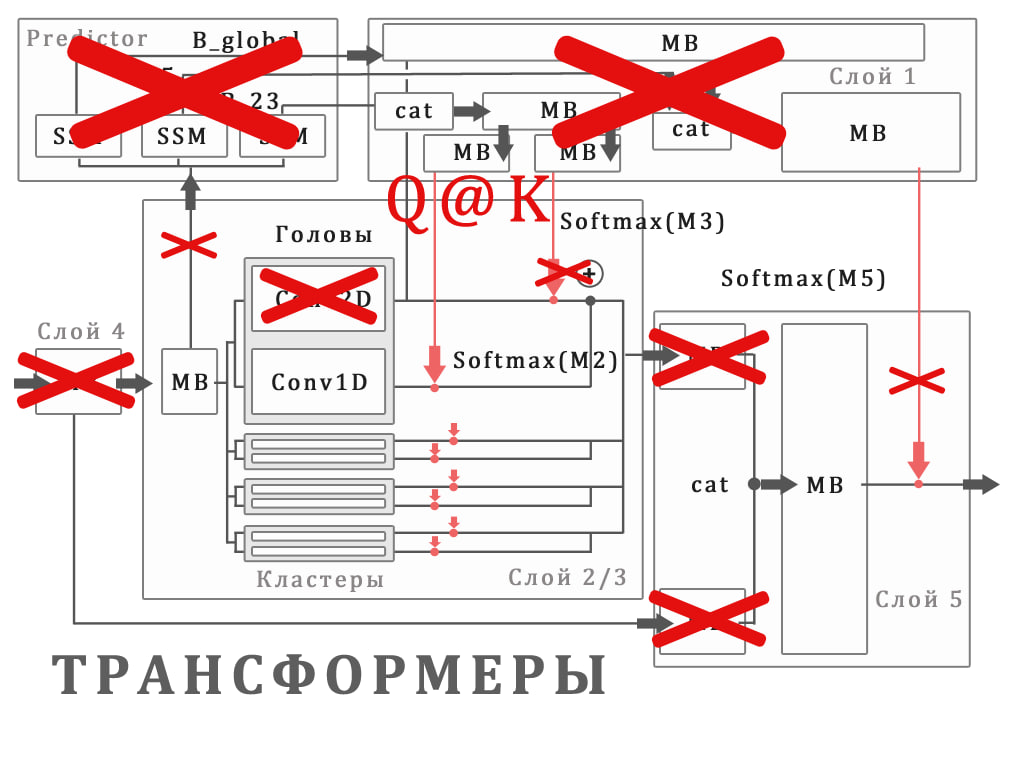 Predictor
B_global
MB
Слой 1
cat
MB
cat
MB
SSM
MB
MB
Q@K
Softmax(M3)
Головы
Softmax(M5)
Слой 4
MB
Conv1D
Softmax(M2)
cat
MB
Кластеры
Слой 2/3
Слой 5
ТРАНСФОРМЕРЫ